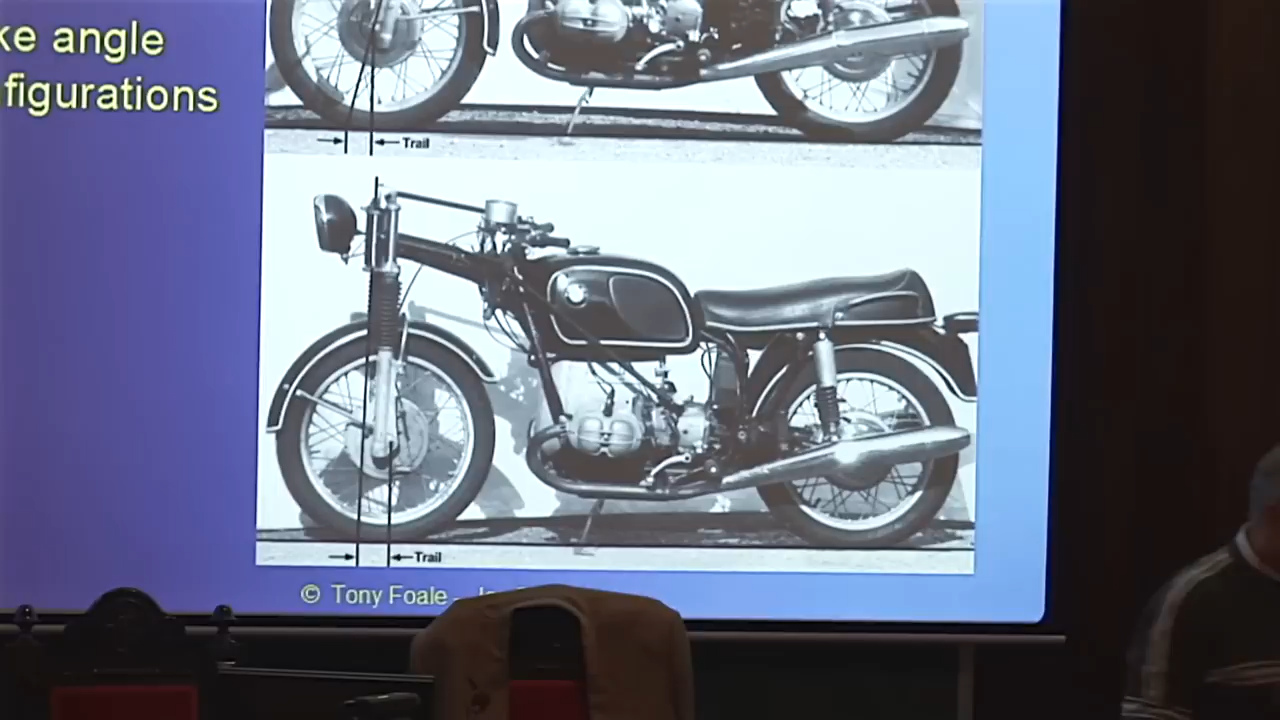 ke angle
figurations
Trail
Trail
© Tony Foale -